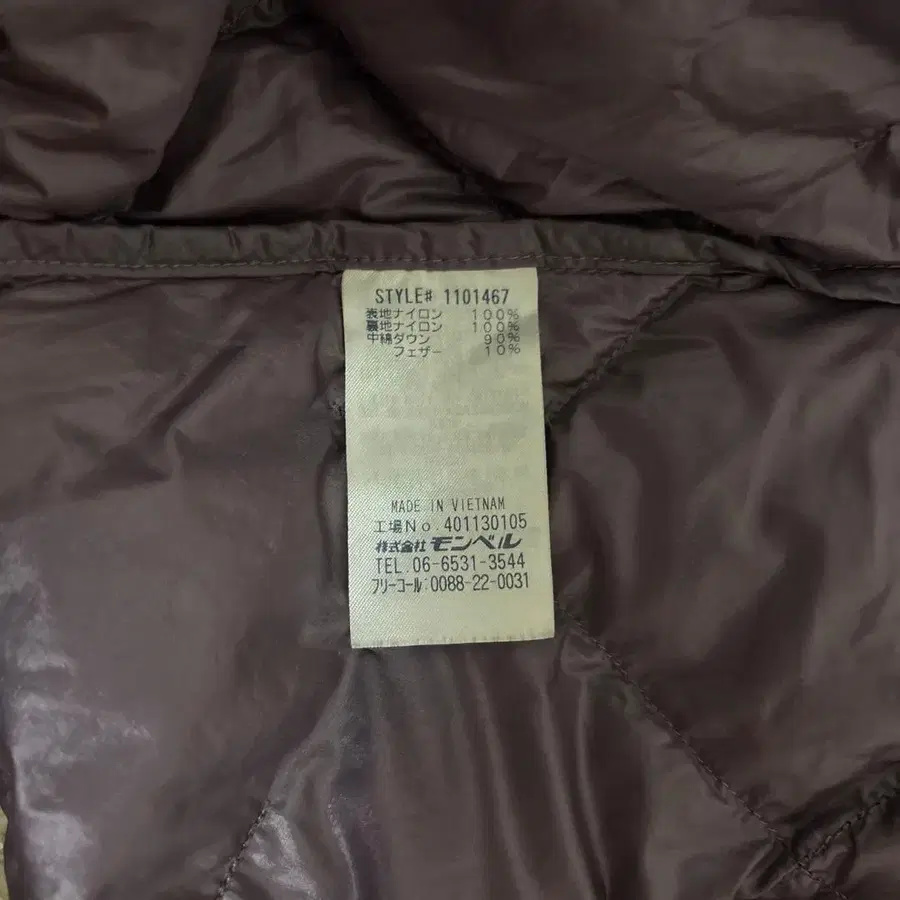 STYLE# 1101467
表地ナイロン 100%
裏地ナイロン 100%
中綿ダウン 90%
フェザー 10%
MADE IN VIETNAM
工場No. 401130105
株式会社モンベル
TEL. 06-6531-3544
フリーコール:0088-22-0031